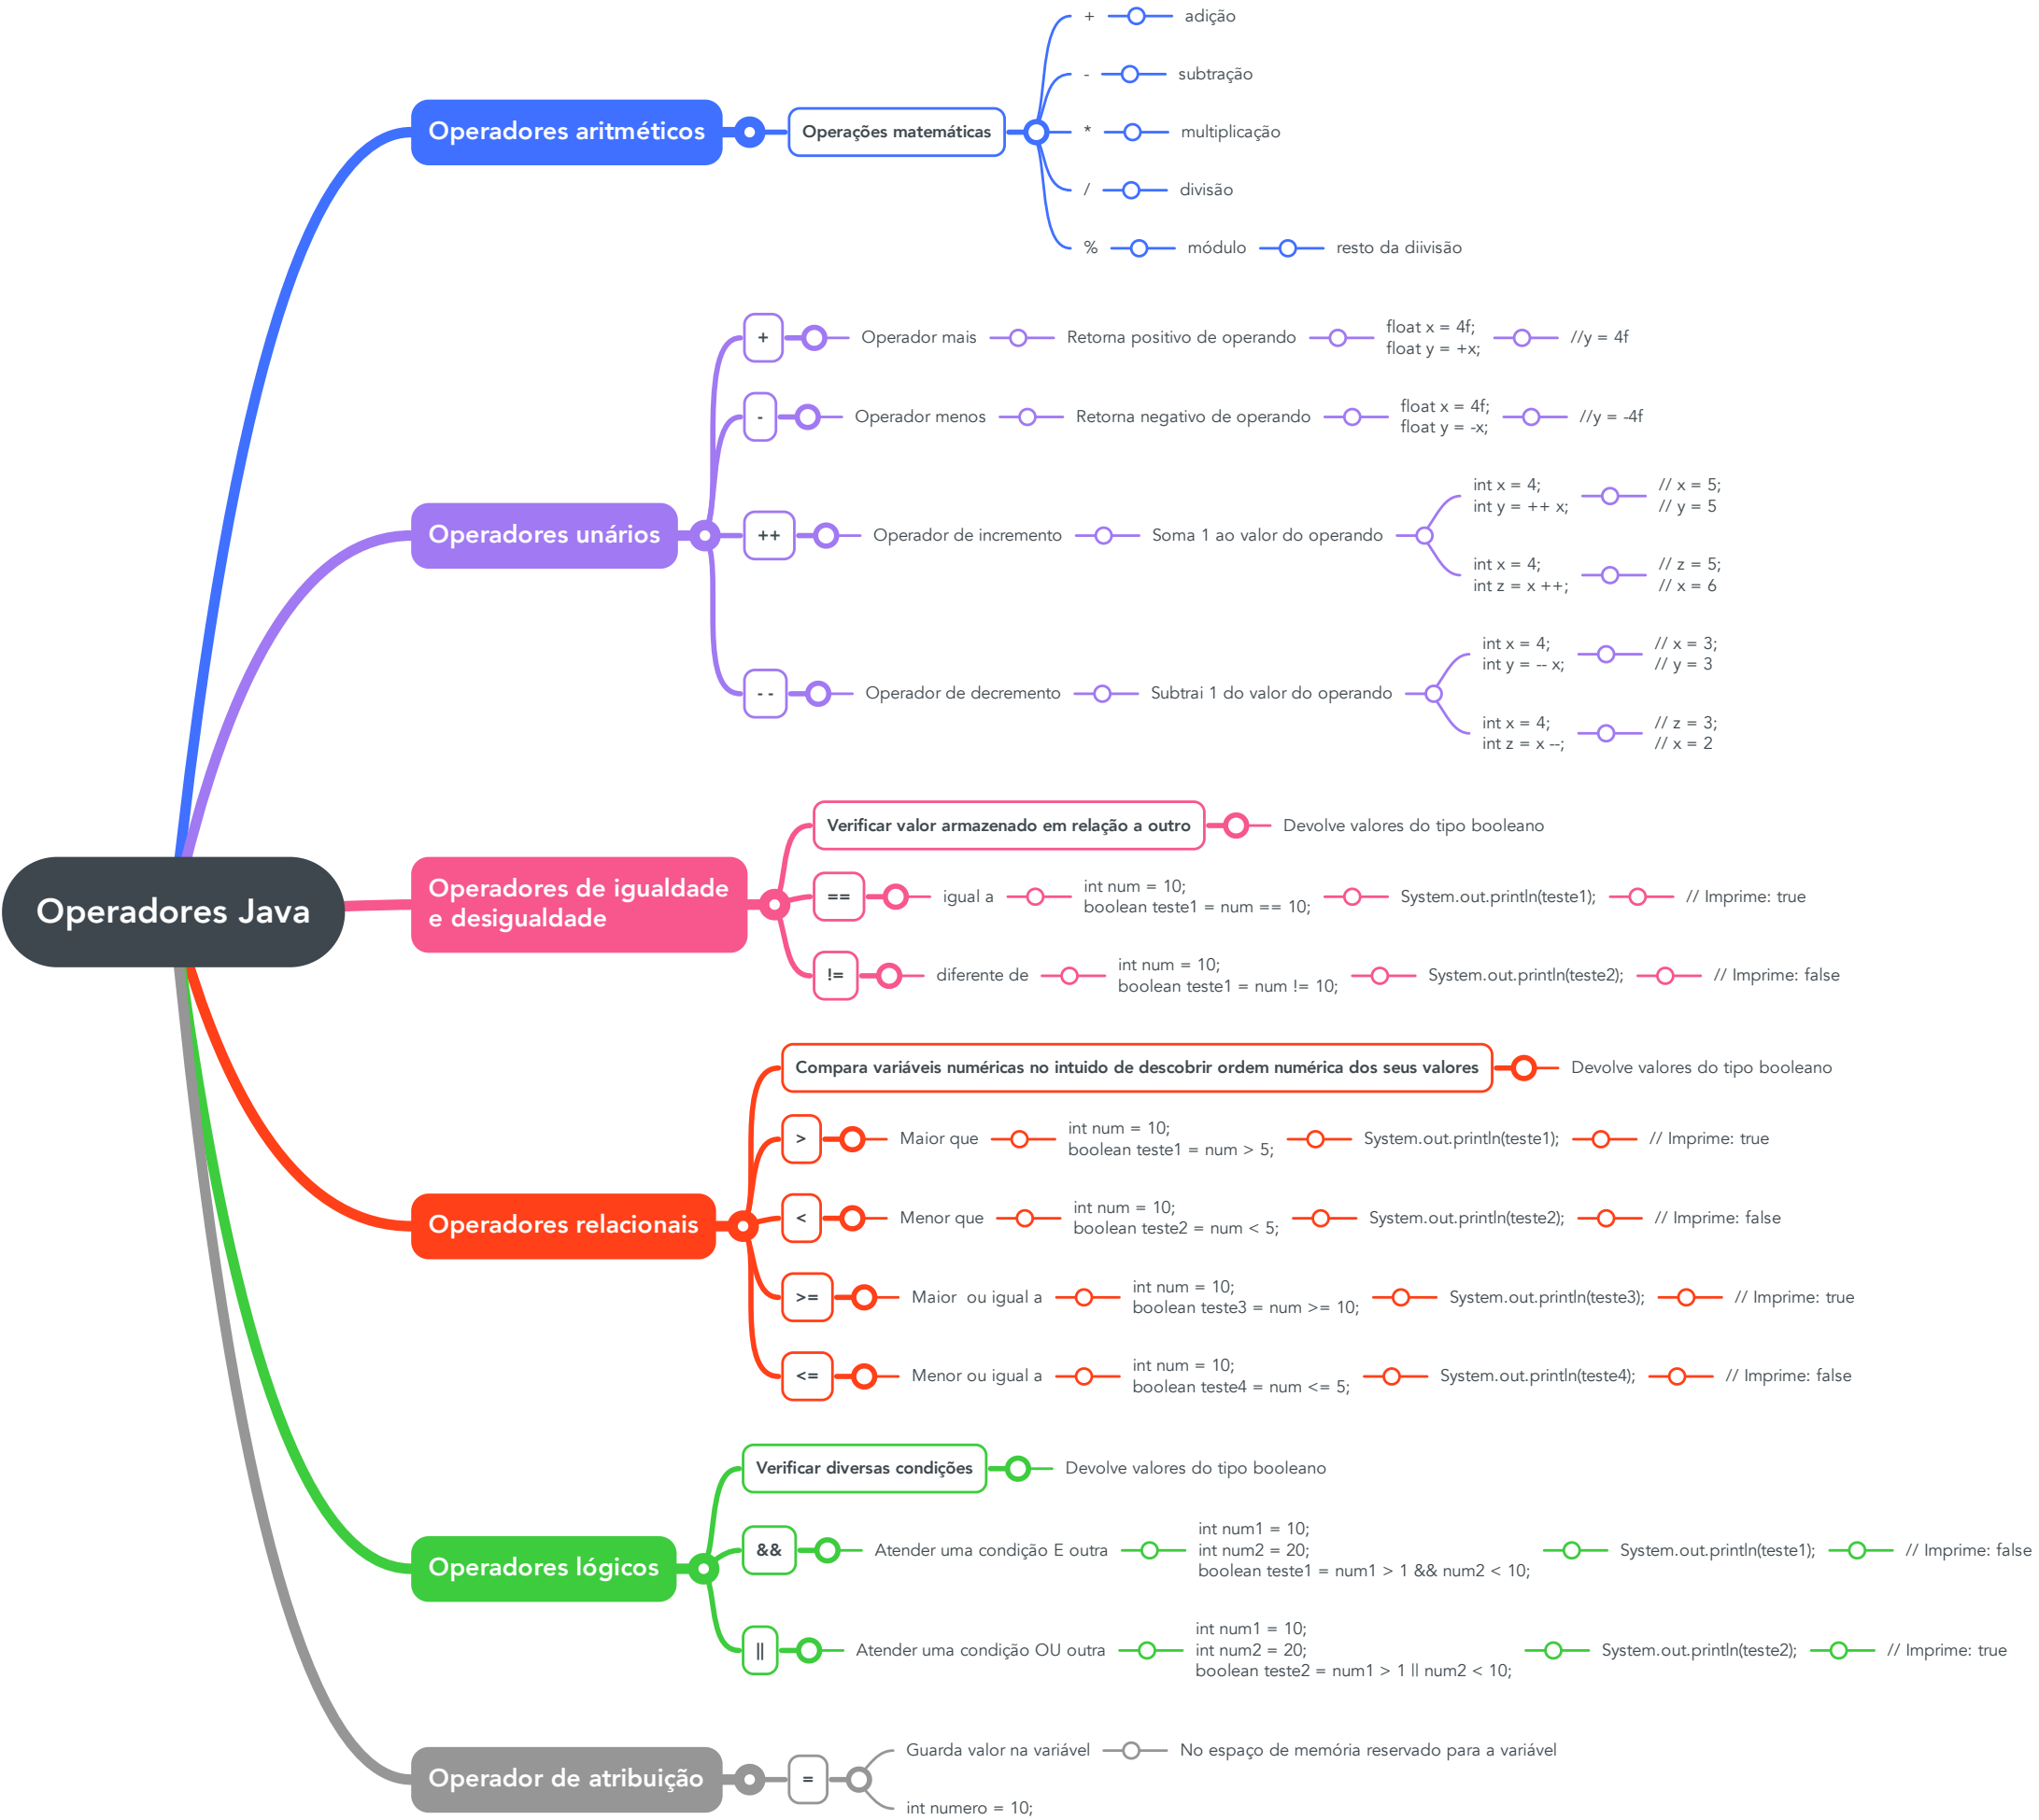 Operadores Java
Operadores aritméticos
Operações matemáticas
+
adição
-
subtração
*
multiplicação
/
divisão
%
módulo
resto da diivisão
Operadores unários
+
Operador mais
Retorna positivo de operando
float x = 4f;
float y = +x;
//y = 4f
-
Operador menos
Retorna negativo de operando
float x = 4f;
float y = -x;
//y = -4f
++
Operador de incremento
Soma 1 ao valor do operando
int x = 4;
int y = ++ x;
// x = 5;
// y = 5
int x = 4;
int z = x ++;
// z = 5;
// x = 6
- -
Operador de decremento
Subtrai 1 do valor do operando
int x = 4;
int y = -- x;
// x = 3;
// y = 3
int x = 4;
int z = x --;
// z = 3;
// x = 2
Operadores de igualdade
e desigualdade
Verificar valor armazenado em relação a outro
Devolve valores do tipo booleano
==
igual a
int num = 10;
boolean teste1 = num == 10;
System.out.println(teste1);
// Imprime: true
!=
diferente de
int num = 10;
boolean teste1 = num != 10;
System.out.println(teste2);
// Imprime: false
Operadores relacionais
Compara variáveis numéricas no intuido de descobrir ordem numérica dos seus valores
Devolve valores do tipo booleano
>
Maior que
int num = 10;
boolean teste1 = num > 5;
System.out.println(teste1);
// Imprime: true
<
Menor que
int num = 10;
boolean teste2 = num < 5;
System.out.println(teste2);
// Imprime: false
>=
Maior  ou igual a
int num = 10;
boolean teste3 = num >= 10;
System.out.println(teste3);
// Imprime: true
<=
Menor ou igual a
int num = 10;
boolean teste4 = num <= 5;
System.out.println(teste4);
// Imprime: false
Operadores lógicos
Verificar diversas condições
Devolve valores do tipo booleano
&&
Atender uma condição E outra
int num1 = 10;
int num2 = 20;
boolean teste1 = num1 > 1 && num2 < 10;
System.out.println(teste1);
// Imprime: false
||
Atender uma condição OU outra
int num1 = 10;
int num2 = 20;
boolean teste2 = num1 > 1 || num2 < 10;
System.out.println(teste2);
// Imprime: true
Operador de atribuição
=
Guarda valor na variável
No espaço de memória reservado para a variável
int numero = 10;